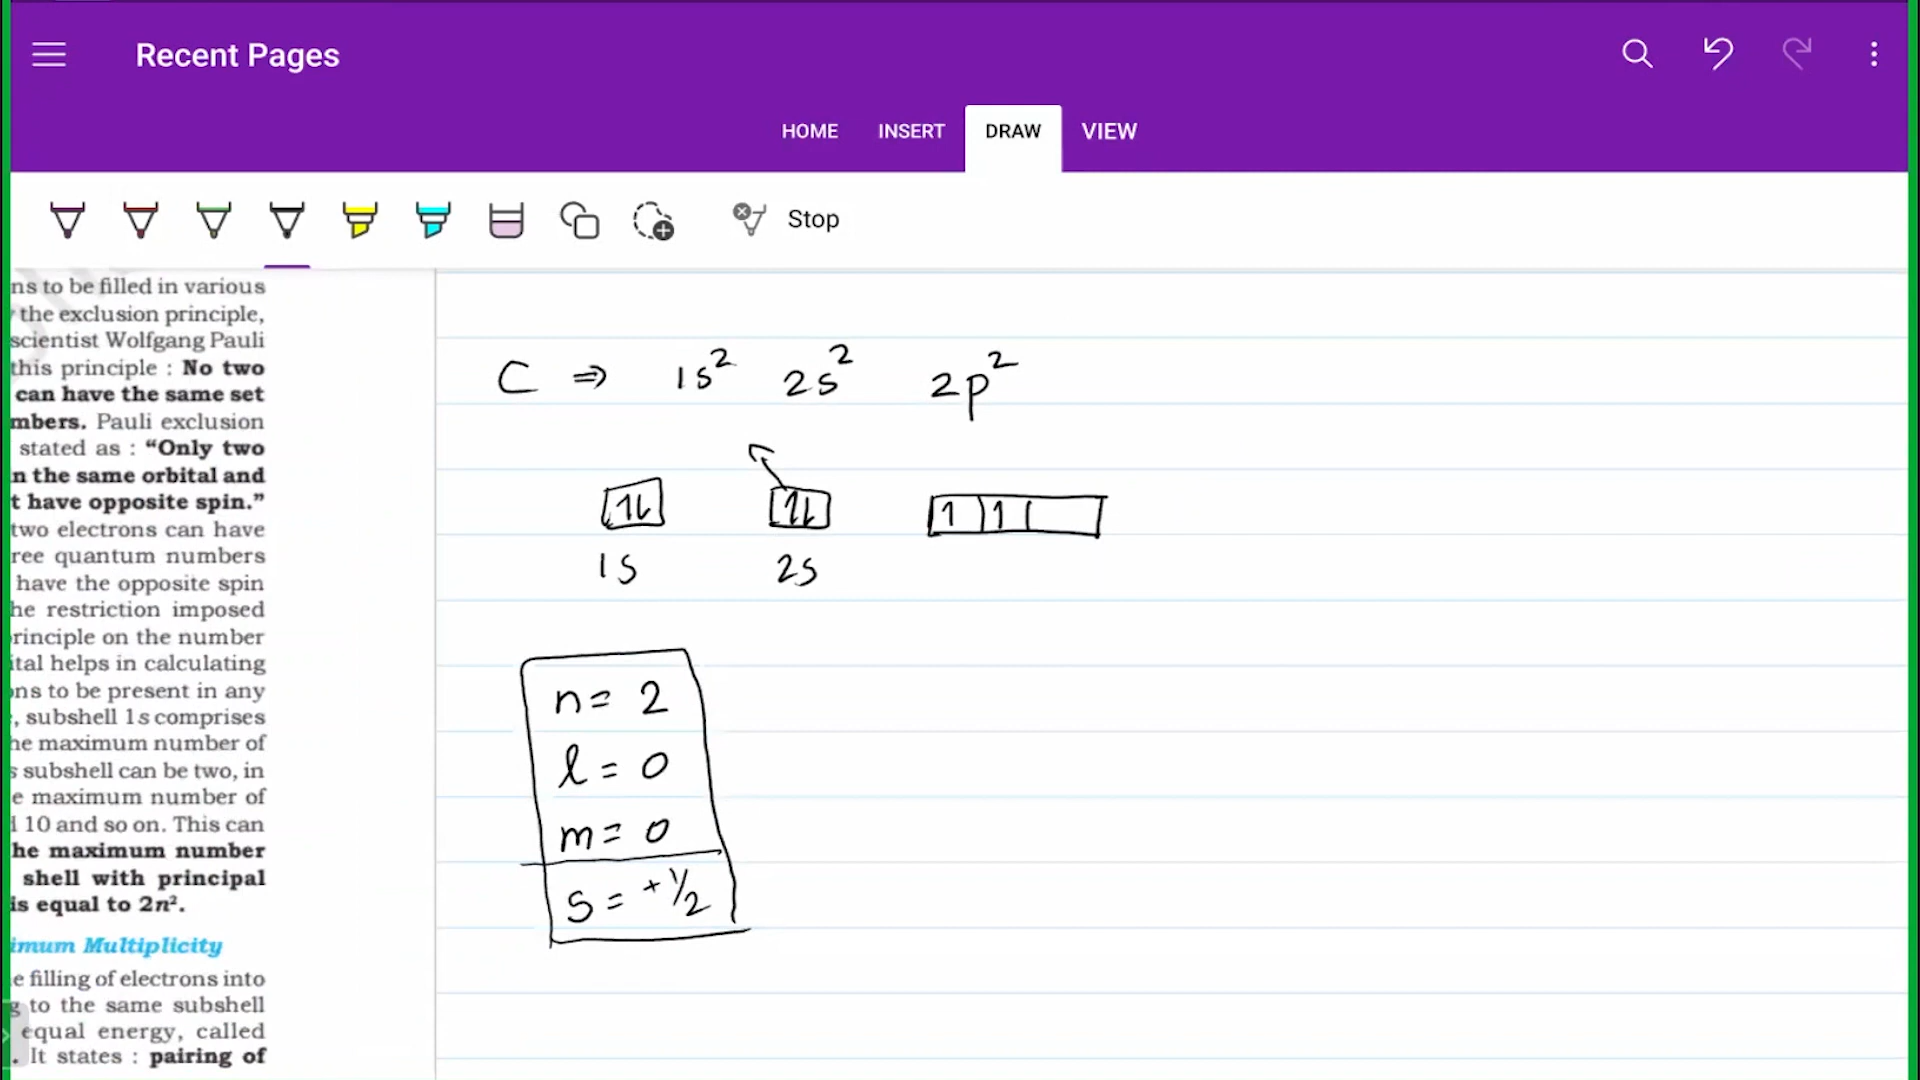 Recent Pages
HOME INSERT DRAW VIEW
Stop
ns to be filled in various
the exclusion principle,
scientist Wolfgang Pauli
this principle : No two
can have the same set
mbers. Pauli exclusion
stated as : “Only two
n the same orbital and
t have opposite spin.”
two electrons can have
ree quantum numbers
have the opposite spin
he restriction imposed
rinciple on the number
ital helps in calculating
ons to be present in any
, subshell 1s comprises
he maximum number of
s subshell can be two, in
e maximum number of
10 and so on. This can
he maximum number
shell with principal
is equal to 2n².
imum Multiplicity
e filling of electrons into
g to the same subshell
equal energy, called
. It states : pairing of
C ⇒ 1s² 2s² 2p²
1↿⇂ 
1s 2s
n = 2
l = 0
m = 0
s = +1/2